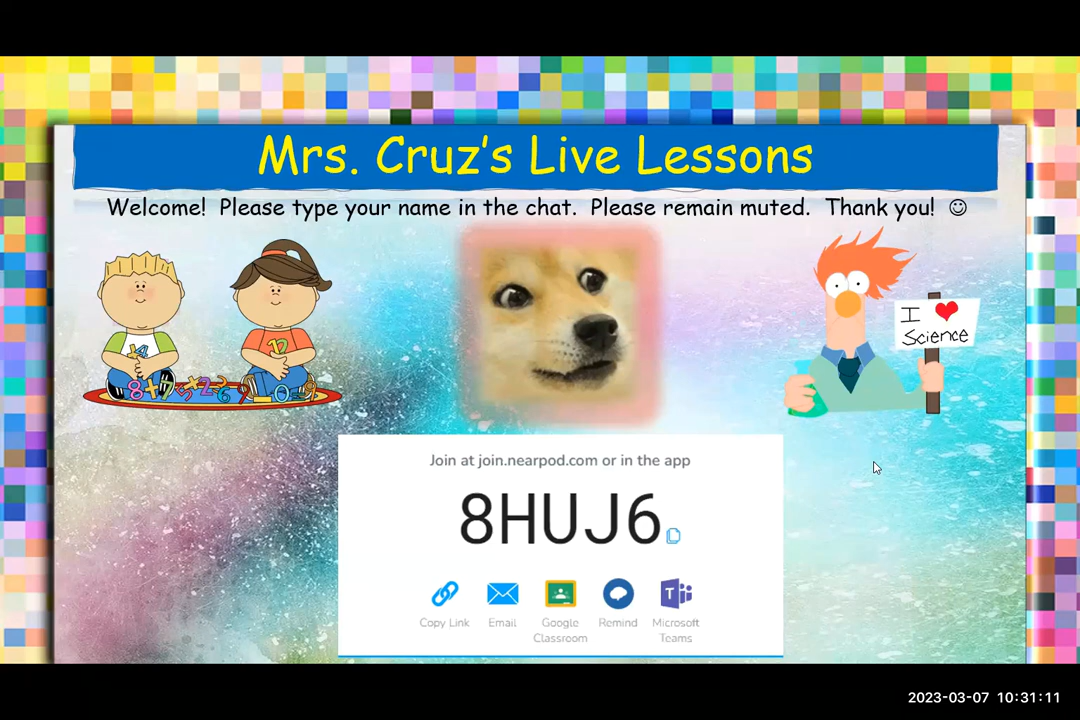 Mrs. Cruz's Live Lessons
Welcome! Please type your name in the chat. Please remain muted. Thank you! ☺
I ❤
Science
Join at join.nearpod.com or in the app
8HUJ6
Copy Link
Email
Google
Classroom
Remind
Microsoft
Teams
2023-03-07 10:31:11